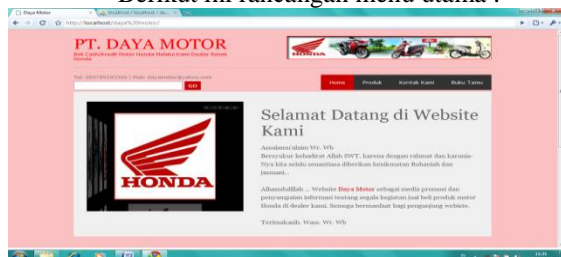 Berikut ini rancangan menu utama :
Daya Motor
http://localhost/daya%20motor/
PT. DAYA MOTOR
Beli Cash/Kredit Motor Honda Melalui Kami Dealer Resmi
Honda
HONDA
GO
Home Produk Kontak Kami Buku Tamu
HONDA
Selamat Datang di Website
Kami
Assalamu'alaim Wr. Wb
Bersyukur kehadirat Allah SWT, karena dengan rahmat dan karunia-
Nya kita selalu senantiasa diberikan kenikmatan Rohaniah dan
Jasmani...
Alhamdulillah ... Website Daya Motor sebagai media promosi dan
penyampaian informasi tentang segala kegiatan jual beli produk motor
Honda di dealer kami. Semoga bermanfaat bagi pengunjung website.
Terimakasih, Wass. Wr. Wb